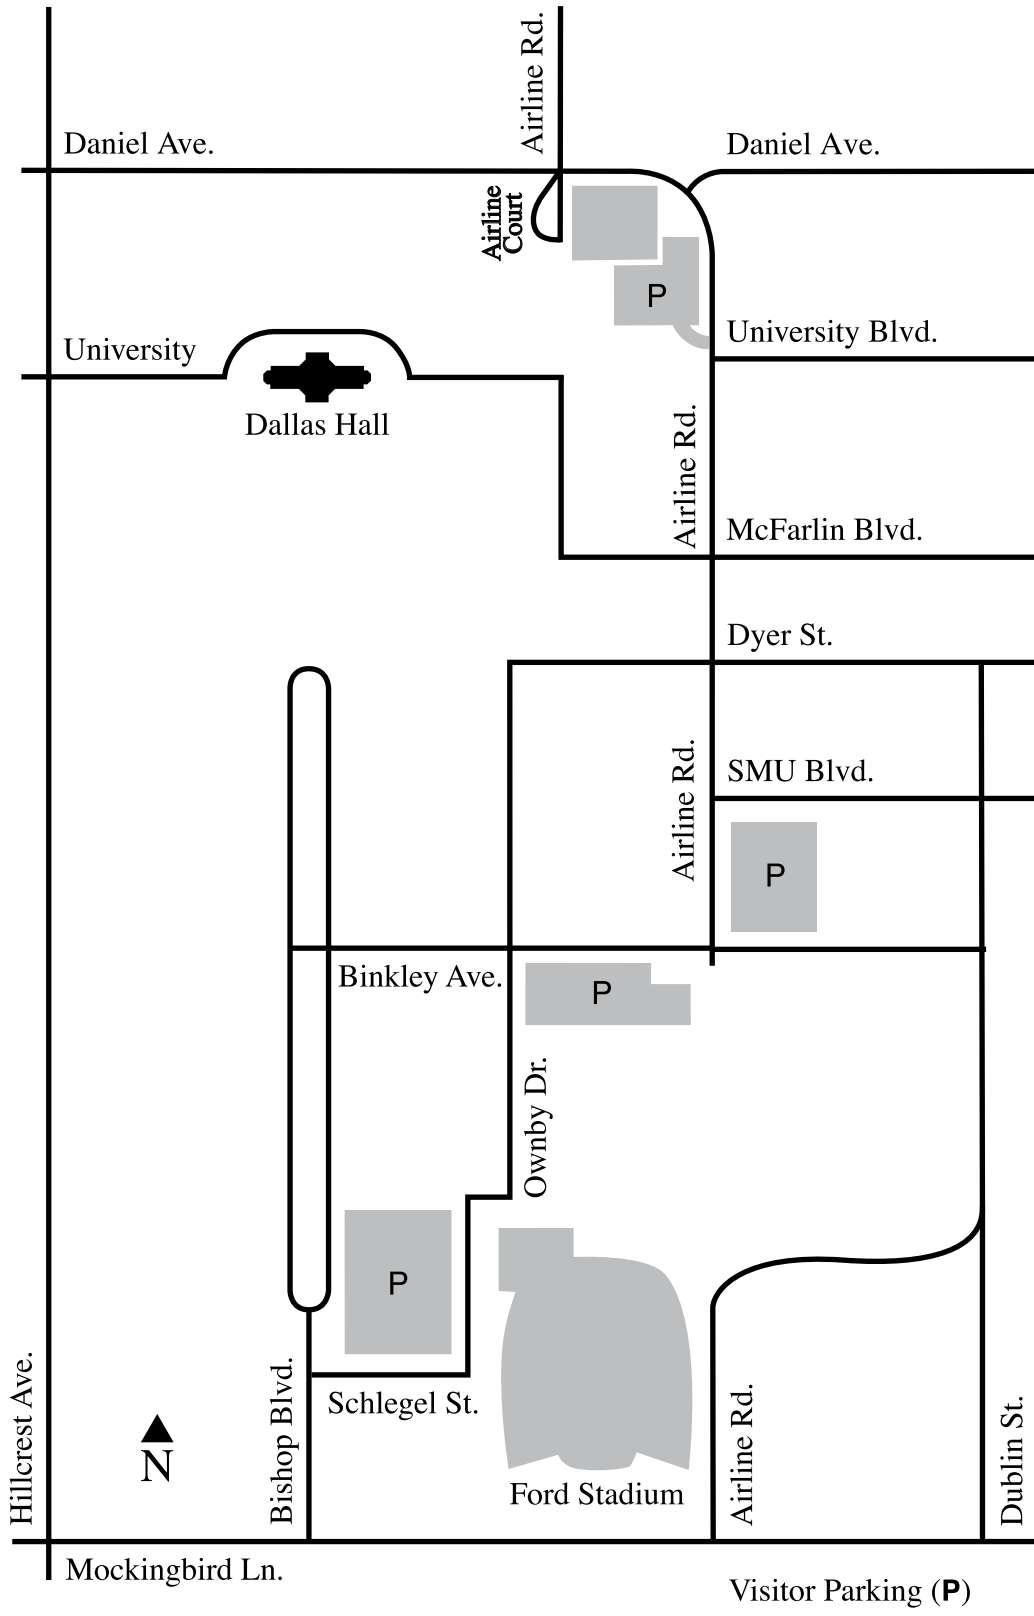 Airline Rd.
Daniel Ave.
Daniel Ave.
Airline
Court
P
University Blvd.
University
Dallas Hall
Airline Rd.
McFarlin Blvd.
Dyer St.
SMU Blvd.
Airline Rd.
P
Binkley Ave.
P
Ownby Dr.
P
Schlegel St.
Hillcrest Ave.
N
Bishop Blvd.
Ford Stadium
Airline Rd.
Dublin St.
Mockingbird Ln.
Visitor Parking (P)